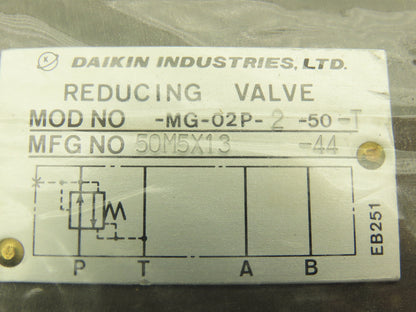 DAIKIN INDUSTRIES, LTD.
REDUCING VALVE
MOD NO -MG-02P-2-50-T
MFG NO 50M5X13 -44
P T A B
EB251